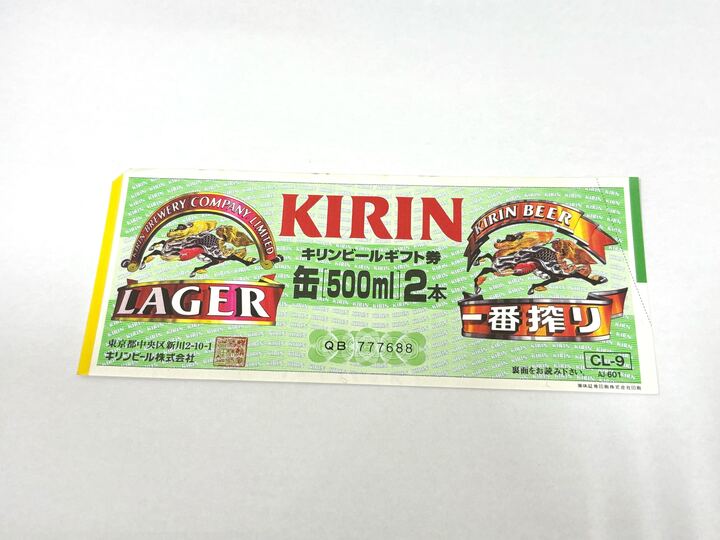 KIRIN BREWERY COMPANY LIMITED
LAGER
KIRIN
キリンビールギフト券
缶 500ml 2本
KIRIN BEER
一番搾り
QB 777688
東京都中央区新川2-10-1
キリンビール株式会社
CL-9
AJ-601
裏面をお読み下さい